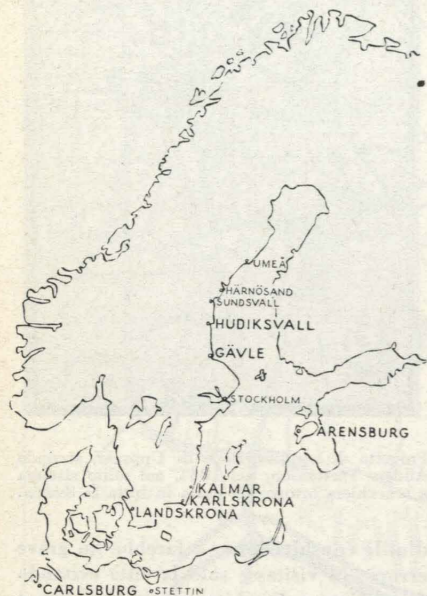 UMEÅ
HÄRNÖSAND
SUNDSVALL
HUDIKSVALL
GÄVLE
STOCKHOLM
ARENSBURG
KALMAR
KARLSKRONA
LANDSKRONA
CARLSBURG
STETTIN